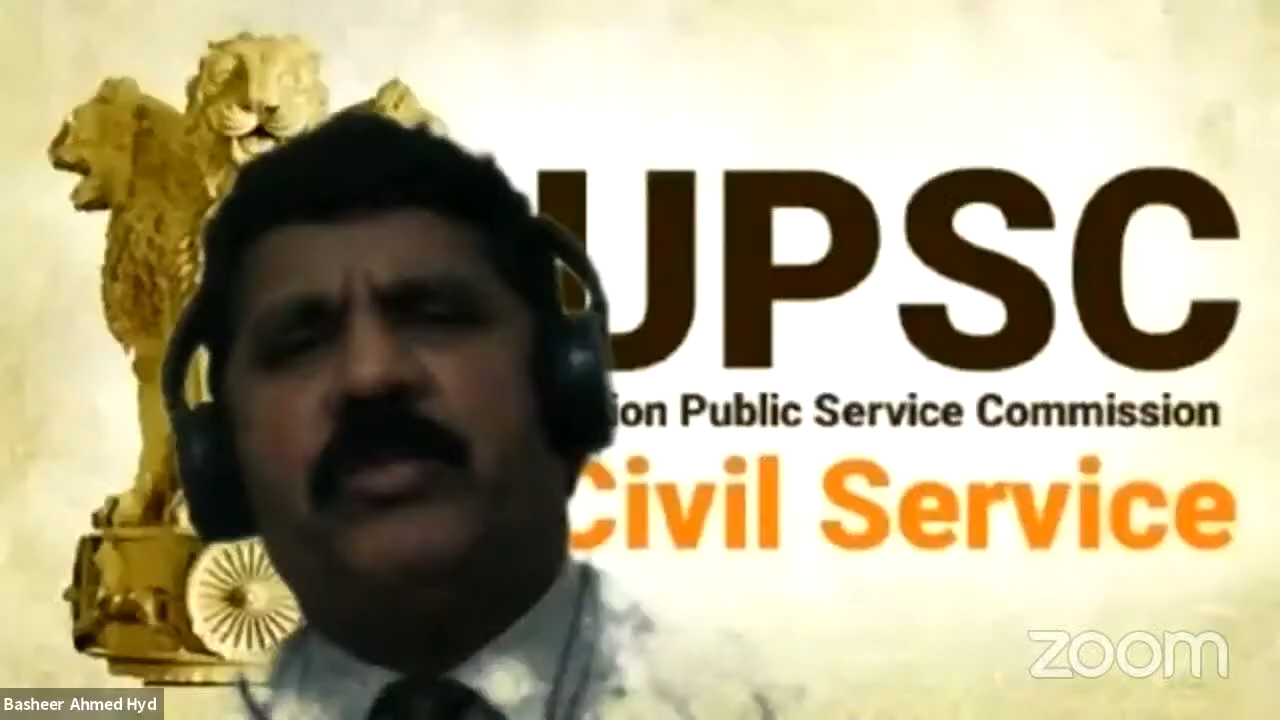 UPSC
ion Public Service Commission
Civil Service
zoom
Basheer Ahmed Hyd